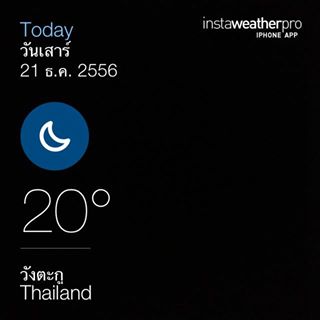 Today
วันเสาร์
21 ธ.ค. 2556
instaweatherpro
IPHONE APP
20°
วังตะกู
Thailand